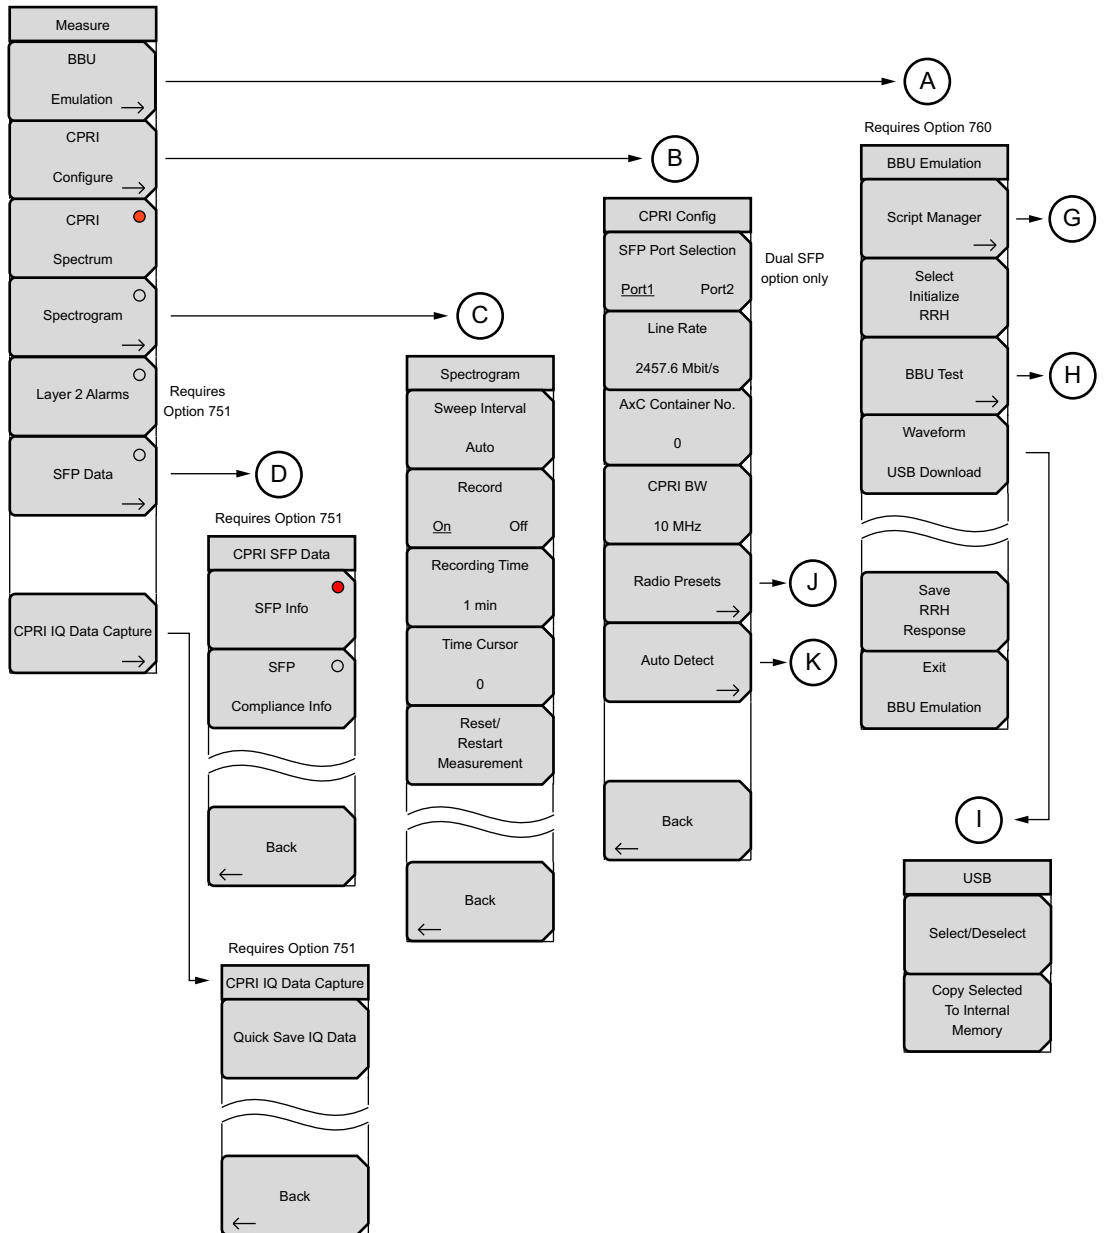 Measure
BBU
Emulation
CPRI
Configure
CPRI
Spectrum
Spectrogram
Layer 2 Alarms
Requires
Option 751
SFP Data
CPRI IQ Data Capture
A
B
C
D
Requires Option 751
CPRI SFP Data
SFP Info
SFP
Compliance Info
Back
Requires Option 751
CPRI IQ Data Capture
Quick Save IQ Data
Back
Spectrogram
Sweep Interval
Auto
Record
On Off
Recording Time
1 min
Time Cursor
0
Reset/
Restart
Measurement
Back
CPRI Config
SFP Port Selection
Port1 Port2
Dual SFP
option only
Line Rate
2457.6 Mbit/s
AxC Container No.
0
CPRI BW
10 MHz
Radio Presets
J
Auto Detect
K
Back
Requires Option 760
BBU Emulation
Script Manager
G
Select
Initialize
RRH
BBU Test
H
Waveform
USB Download
Save
RRH
Response
Exit
BBU Emulation
I
USB
Select/Deselect
Copy Selected
To Internal
Memory